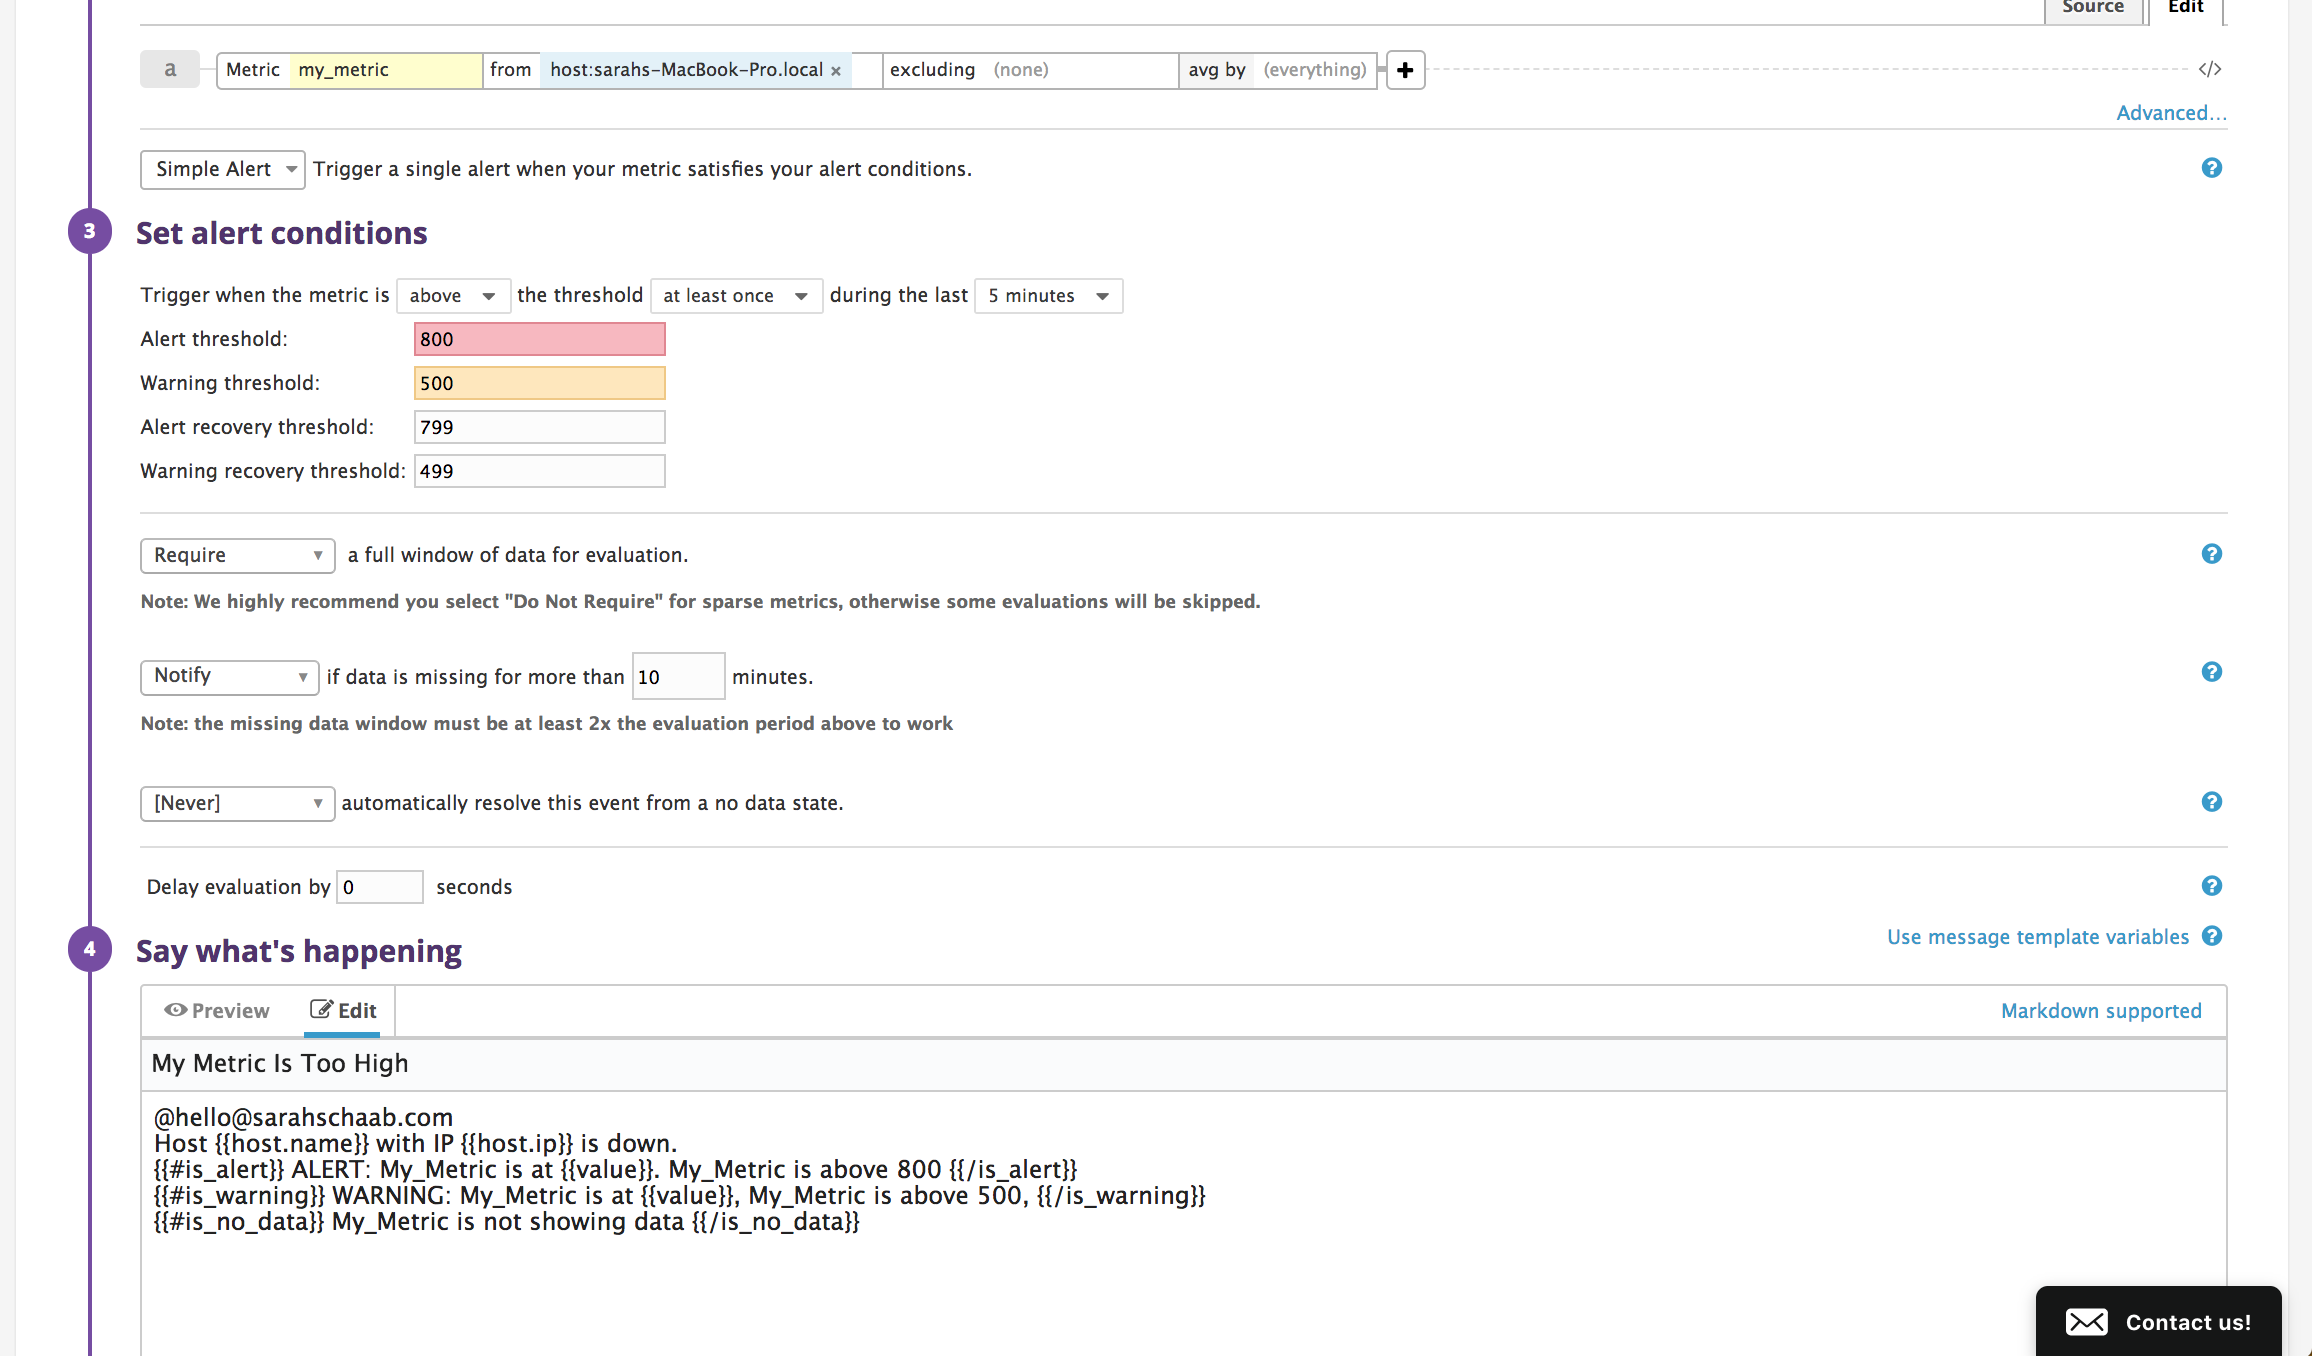 Source Edit
a Metric my_metric from host:sarahs-MacBook-Pro.local × excluding (none) avg by (everything) + </>
Advanced...
Simple Alert Trigger a single alert when your metric satisfies your alert conditions. ?
3 Set alert conditions
Trigger when the metric is above the threshold at least once during the last 5 minutes
Alert threshold: 800
Warning threshold: 500
Alert recovery threshold: 799
Warning recovery threshold: 499
Require a full window of data for evaluation. ?
Note: We highly recommend you select "Do Not Require" for sparse metrics, otherwise some evaluations will be skipped.
Notify if data is missing for more than 10 minutes. ?
Note: the missing data window must be at least 2x the evaluation period above to work
[Never] automatically resolve this event from a no data state. ?
Delay evaluation by 0 seconds ?
4 Say what's happening Use message template variables ?
Preview Edit Markdown supported
My Metric Is Too High
@hello@sarahschaab.com
Host {{host.name}} with IP {{host.ip}} is down.
{{#is_alert}} ALERT: My_Metric is at {{value}}. My_Metric is above 800 {{/is_alert}}
{{#is_warning}} WARNING: My_Metric is at {{value}}, My_Metric is above 500, {{/is_warning}}
{{#is_no_data}} My_Metric is not showing data {{/is_no_data}}
Contact us!